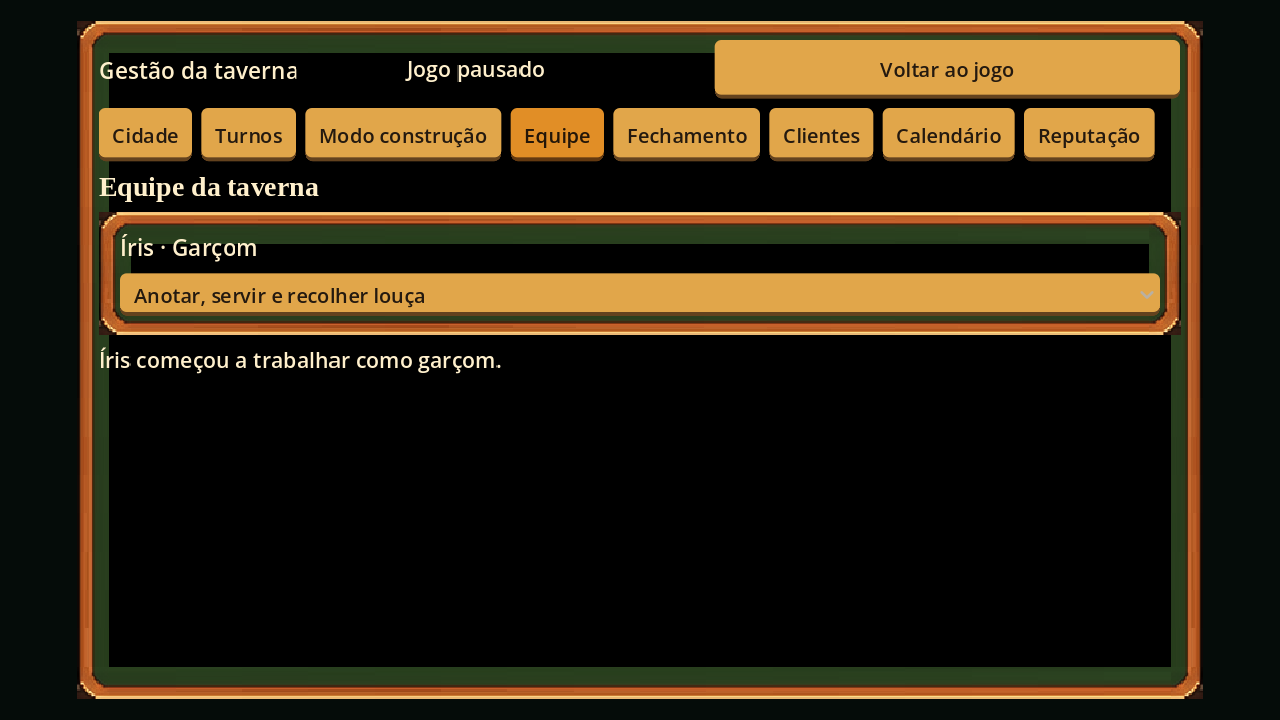 Gestão da taverna
Jogo pausado
Voltar ao jogo
Cidade
Turnos
Modo construção
Equipe
Fechamento
Clientes
Calendário
Reputação
Equipe da taverna
Íris · Garçom
Anotar, servir e recolher louça
Íris começou a trabalhar como garçom.